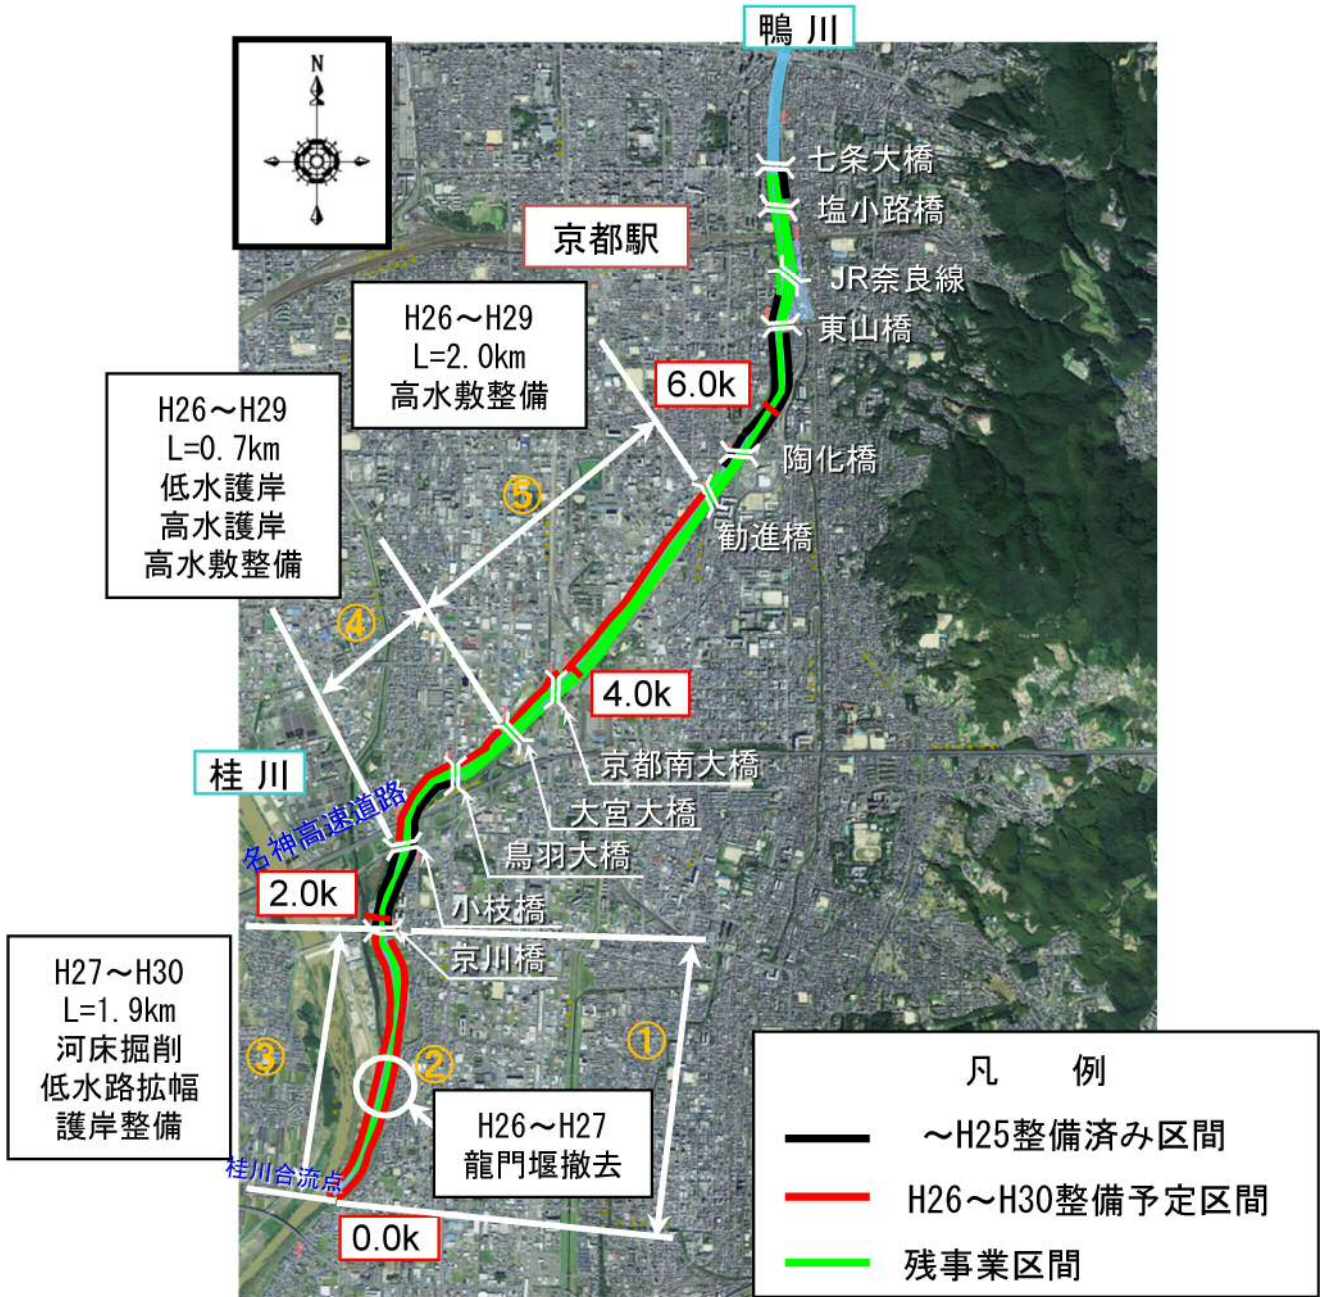 鴨 川
N
七条大橋
塩小路橋
京都駅
JR奈良線
東山橋
H26～H29
L=2.0km
高水敷整備
6.0k
H26～H29
L=0.7km
低水護岸
高水護岸
高水敷整備
陶化橋
⑤
勧進橋
④
4.0k
桂 川
京都南大橋
名神高速道路
大宮大橋
鳥羽大橋
2.0k
小枝橋
京川橋
H27～H30
L=1.9km
河床掘削
低水路拡幅
護岸整備
③
②
①
H26～H27
龍門堰撤去
桂川合流点
0.0k
凡 例
～H25整備済み区間
H26～H30整備予定区間
残事業区間